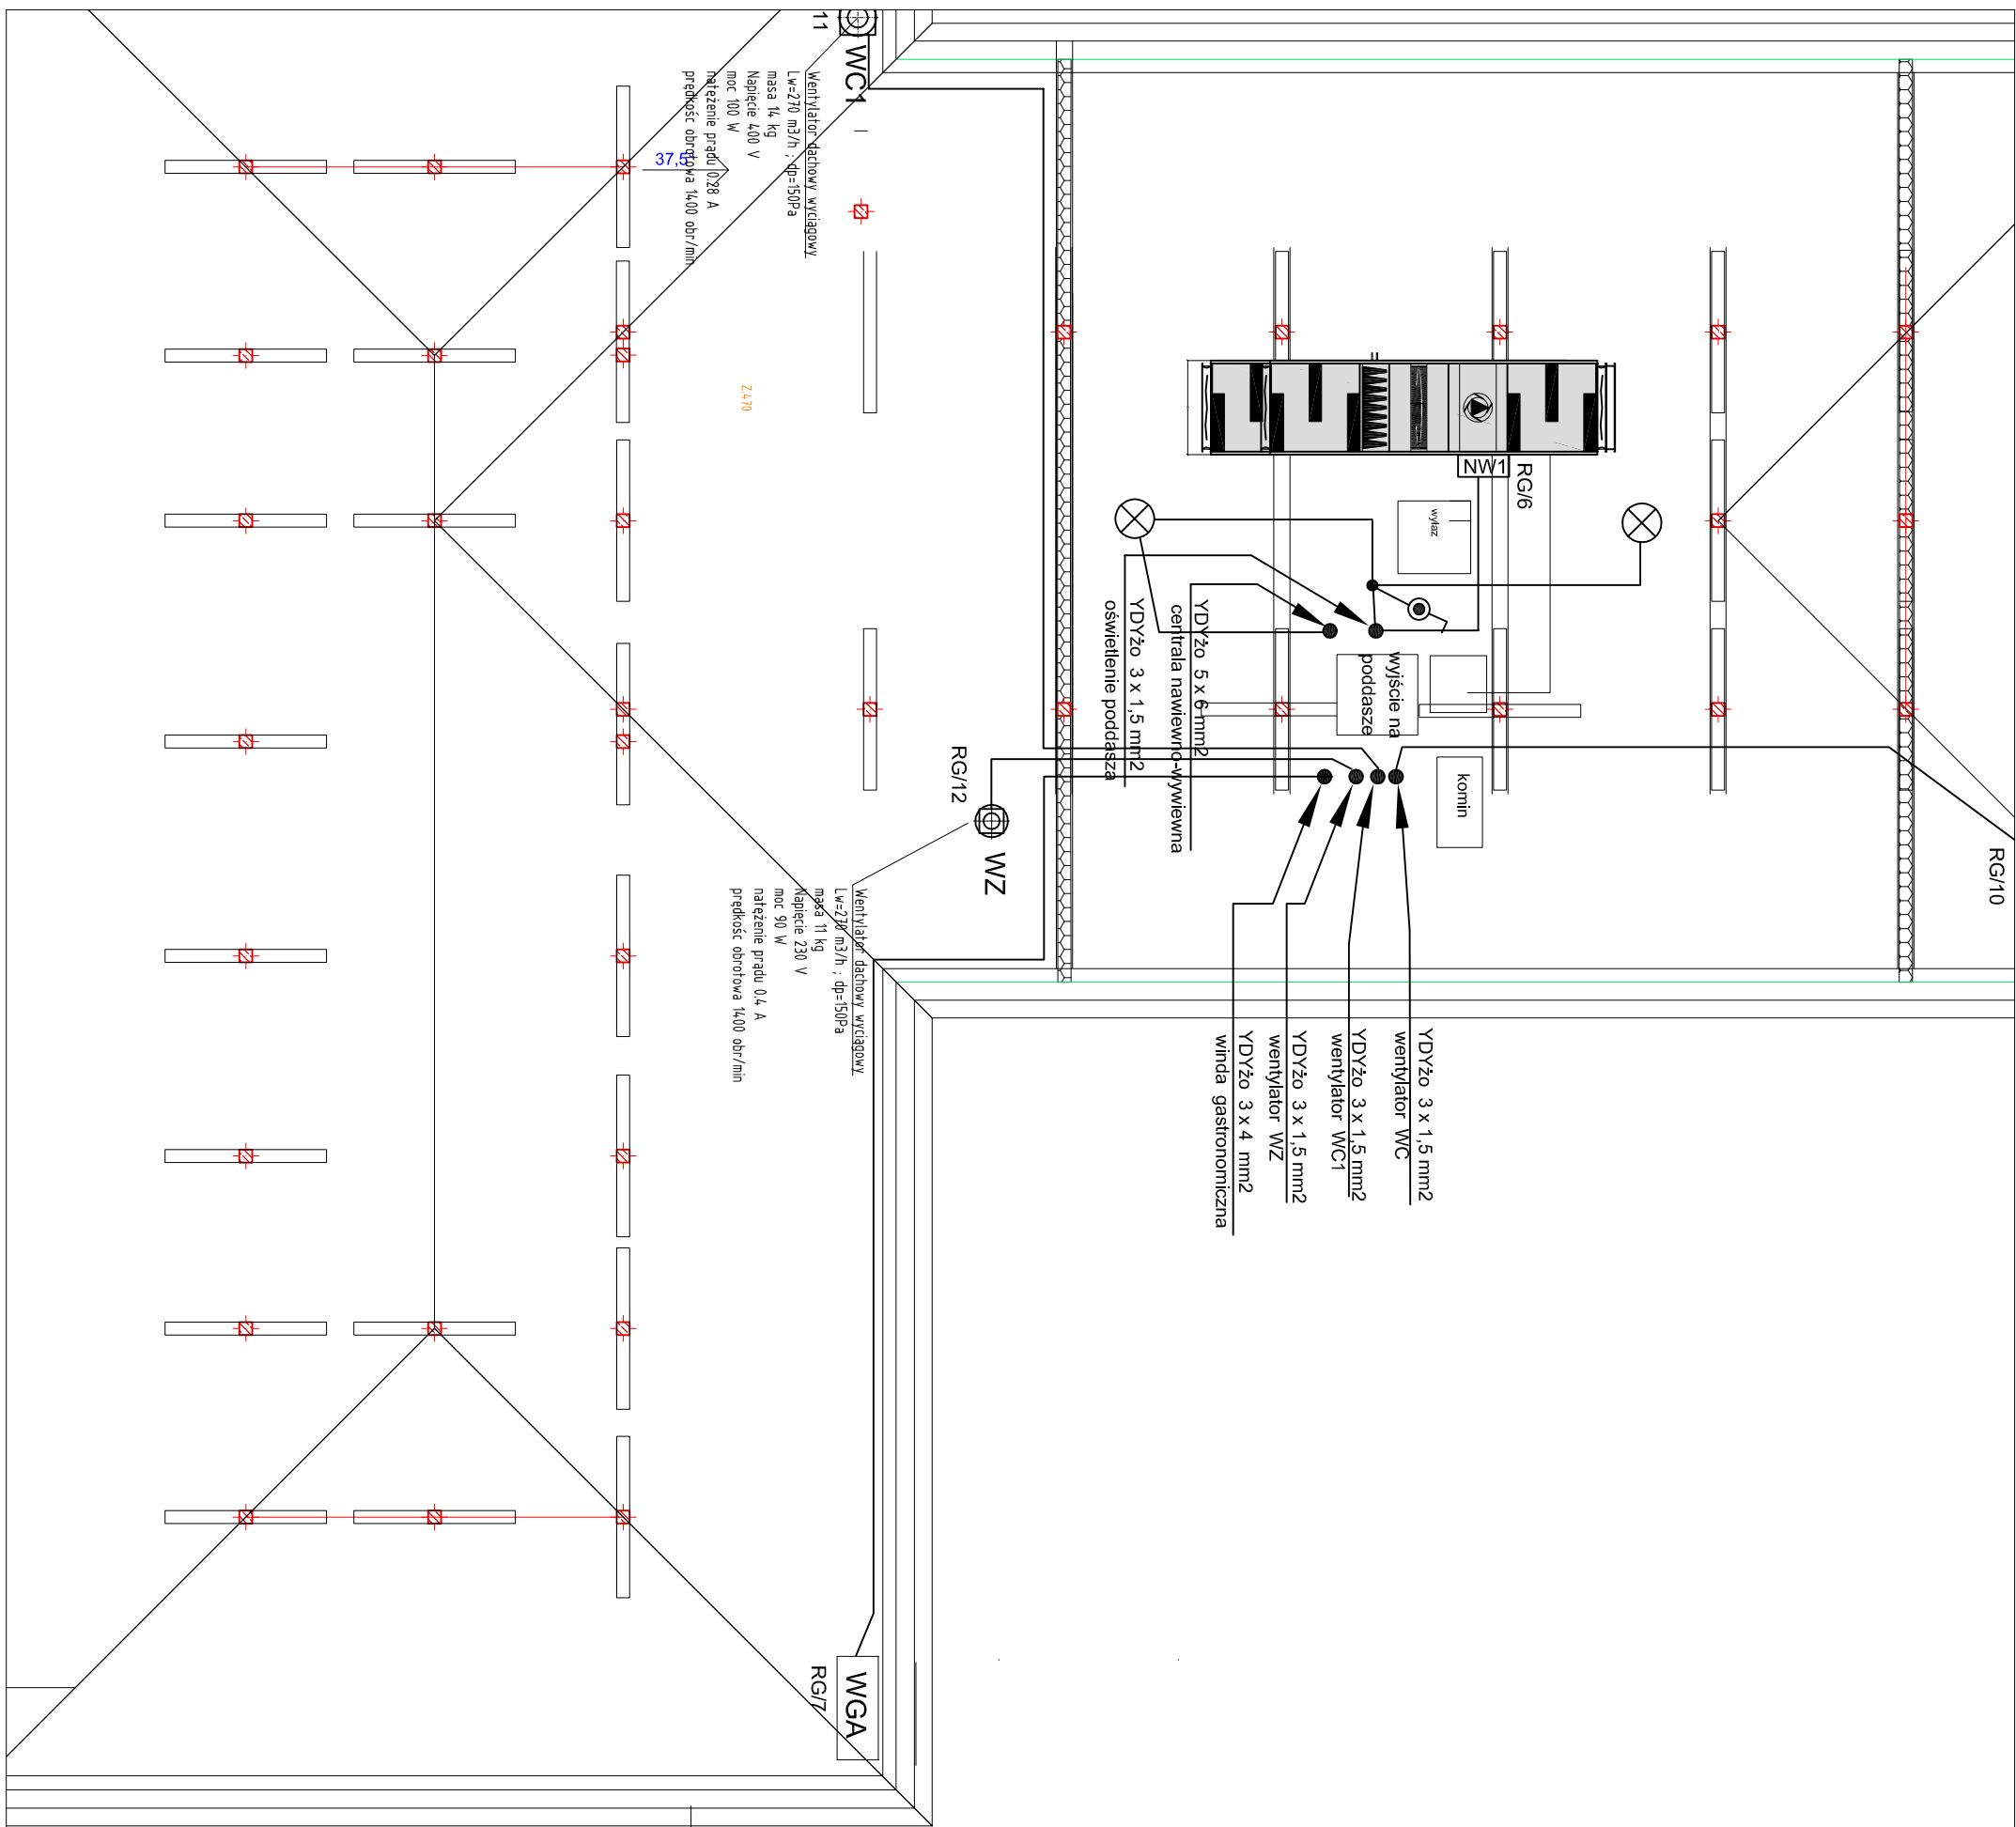 11
WC1
Wentylator dachowy wyciągowy
Lw=270 m3/h ; dp=150Pa
masa 14 kg
Napięcie 400 V
moc 100 W
natężenie prądu 0.28 A
prędkośc obrotowa 1400 obr/min
37,5
Z.470
NW1
RG/6
wyłaz
YDYżo 5 x 6 mm2
centrala nawiewno-wywiewna
YDYżo 3 x 1,5 mm2
oświetlenie poddasza
wyjście na
poddasze
komin
RG/10
RG/12
WZ
Wentylator dachowy wyciągowy
Lw=270 m3/h ; dp=150Pa
masa 11 kg
Napięcie 230 V
moc 90 W
natężenie prądu 0.4 A
prędkośc obrotowa 1400 obr/min
YDYżo 3 x 1,5 mm2
wentylator WC
YDYżo 3 x 1,5 mm2
wentylator WC1
YDYżo 3 x 1,5 mm2
wentylator WZ
YDYżo 3 x 4 mm2
winda gastronomiczna
WGA
RG/7